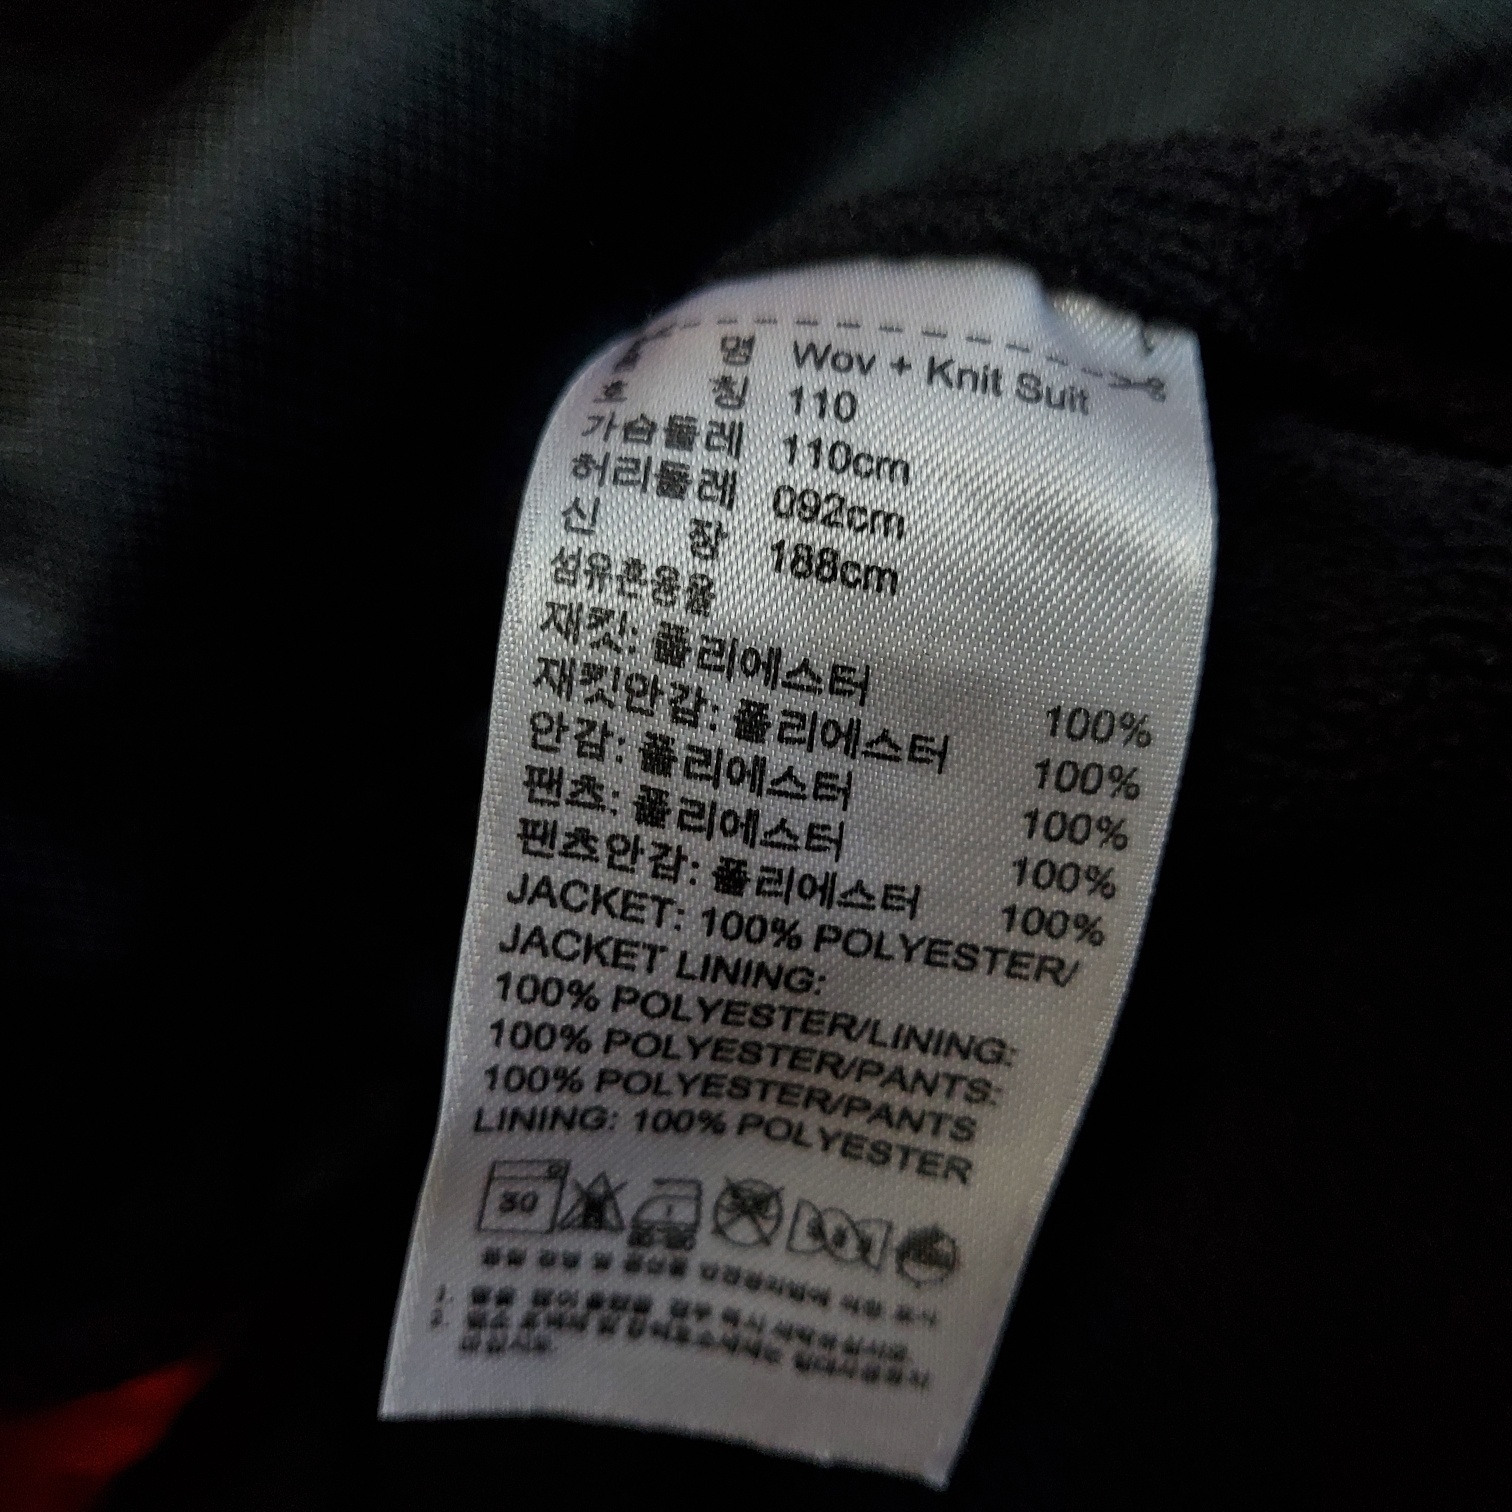 명 Wov + Knit Suit
호 칭 110
가슴둘레 110cm
허리둘레 092cm
신 장 188cm
섬유혼용율
재킷: 폴리에스터 100%
재킷안감: 폴리에스터 100%
안감: 폴리에스터 100%
팬츠: 폴리에스터 100%
팬츠안감: 폴리에스터 100%
JACKET: 100% POLYESTER/
JACKET LINING:
100% POLYESTER/LINING:
100% POLYESTER/PANTS:
100% POLYESTER/PANTS
LINING: 100% POLYESTER
30
1.
2.